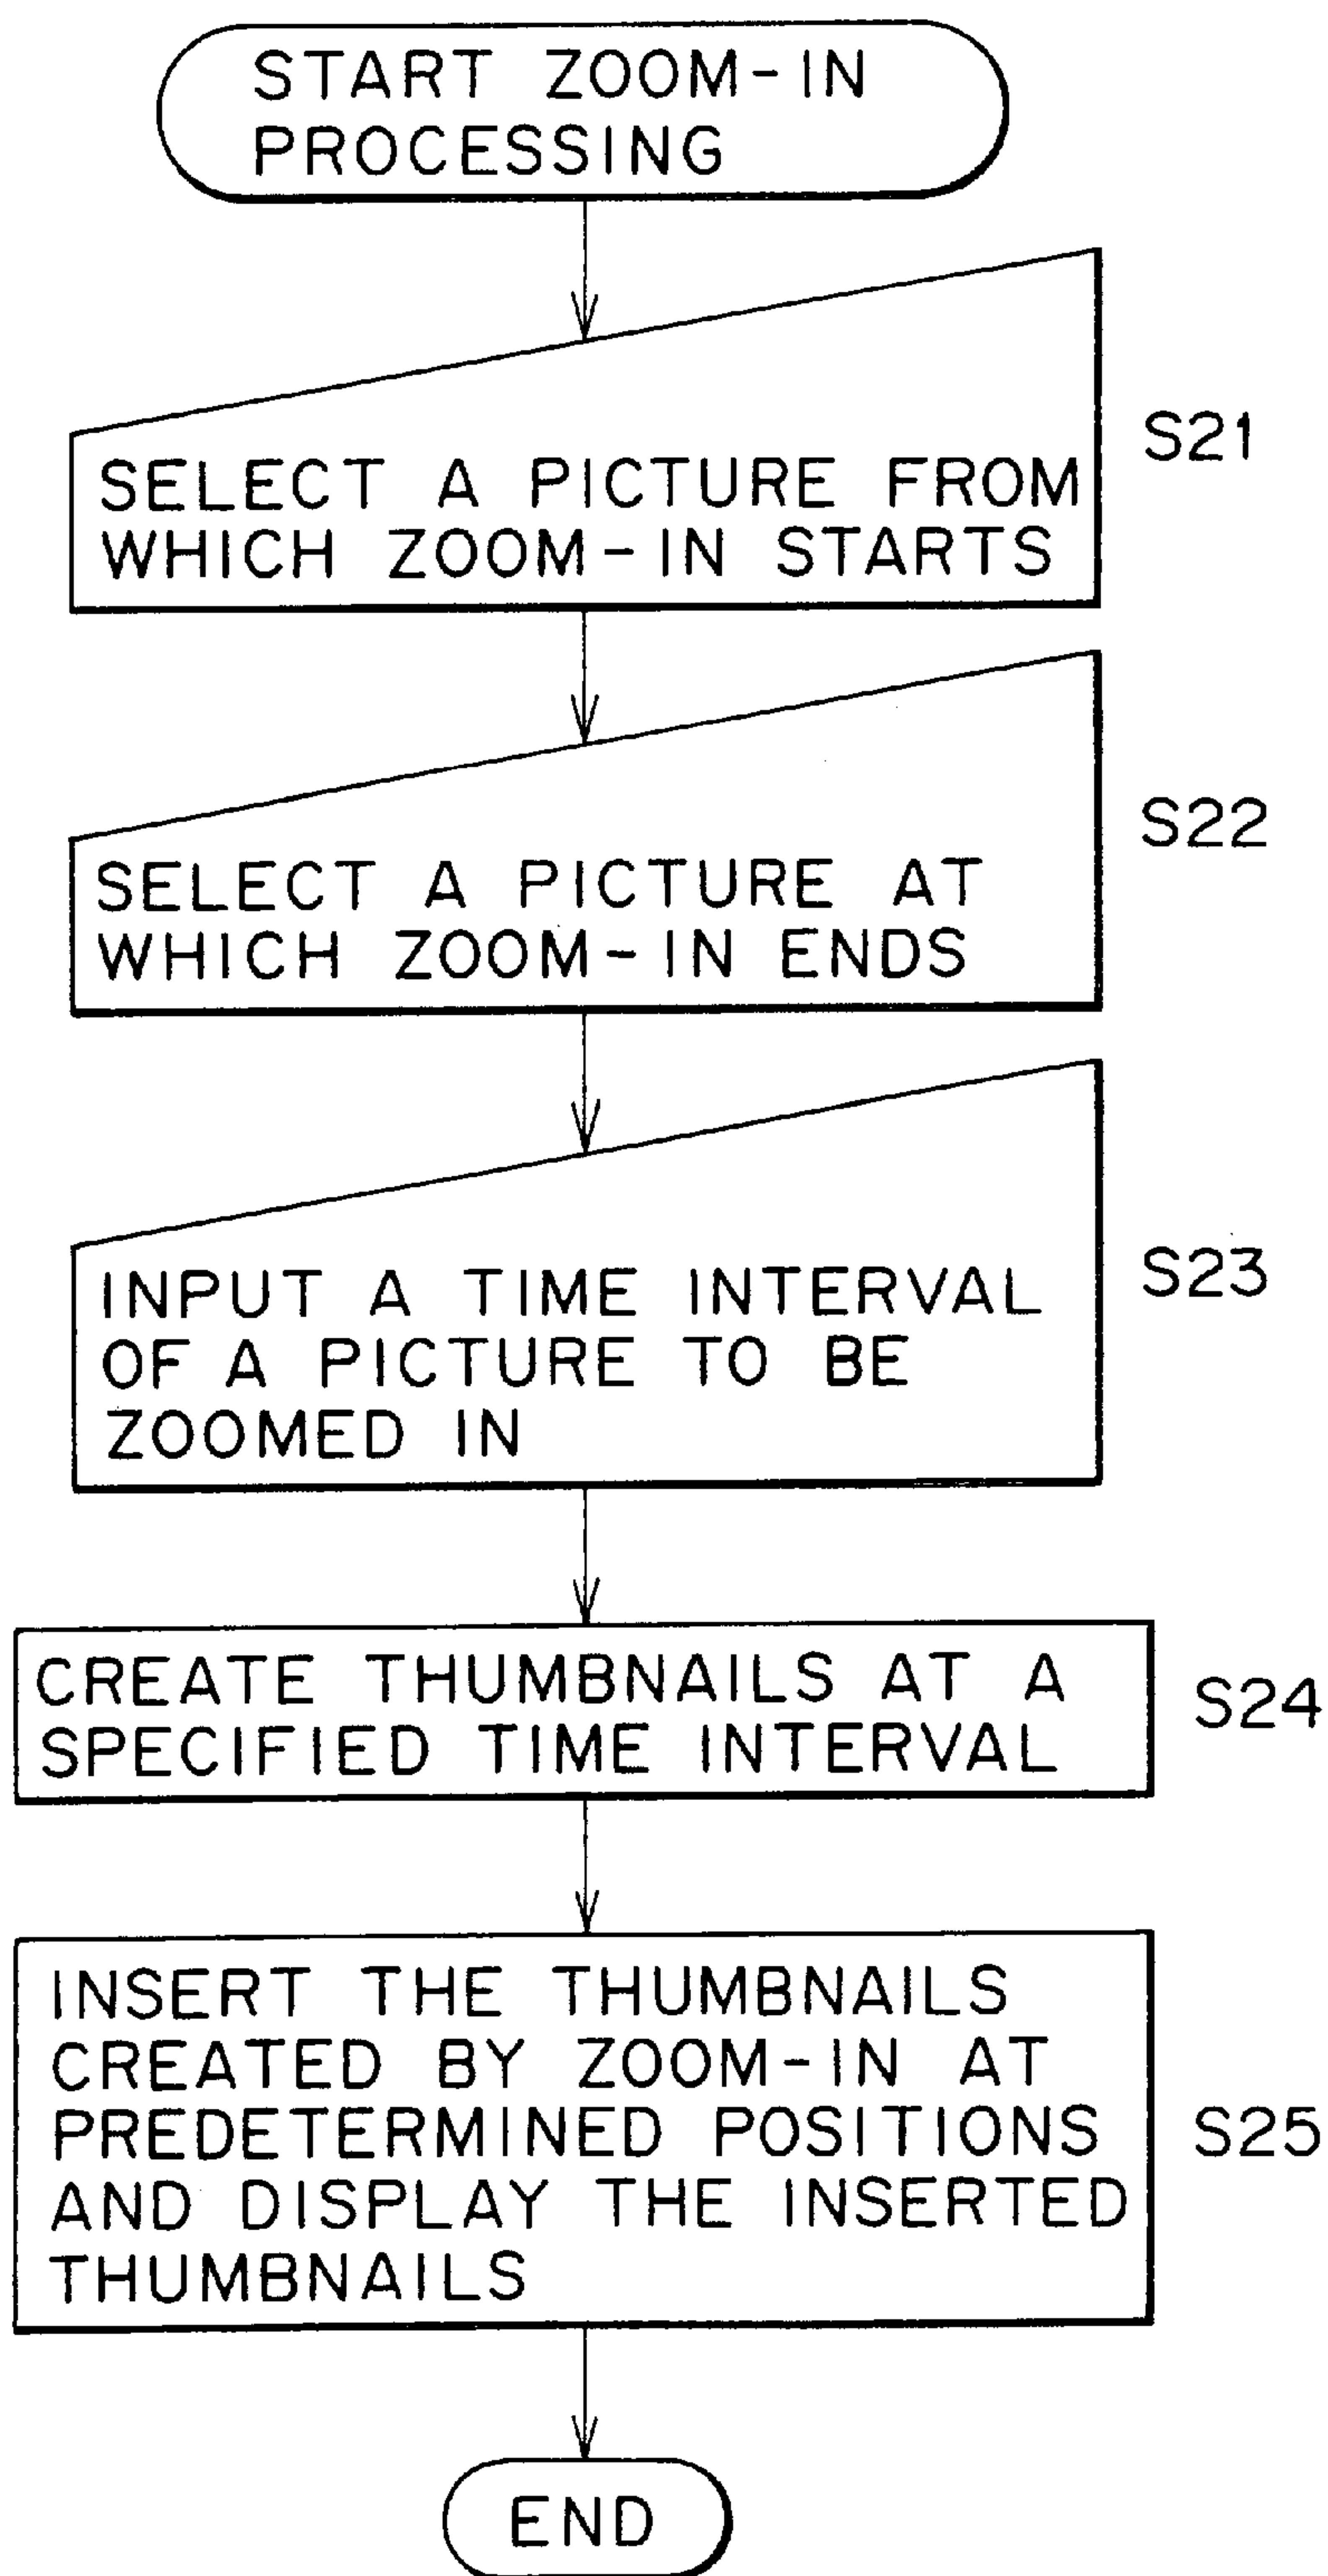 START ZOOM-IN
PROCESSING
S21
SELECT A PICTURE FROM
WHICH ZOOM-IN STARTS
S22
SELECT A PICTURE AT
WHICH ZOOM-IN ENDS
S23
INPUT A TIME INTERVAL
OF A PICTURE TO BE
ZOOMED IN
S24
CREATE THUMBNAILS AT A
SPECIFIED TIME INTERVAL
S25
INSERT THE THUMBNAILS
CREATED BY ZOOM-IN AT
PREDETERMINED POSITIONS
AND DISPLAY THE INSERTED
THUMBNAILS
END